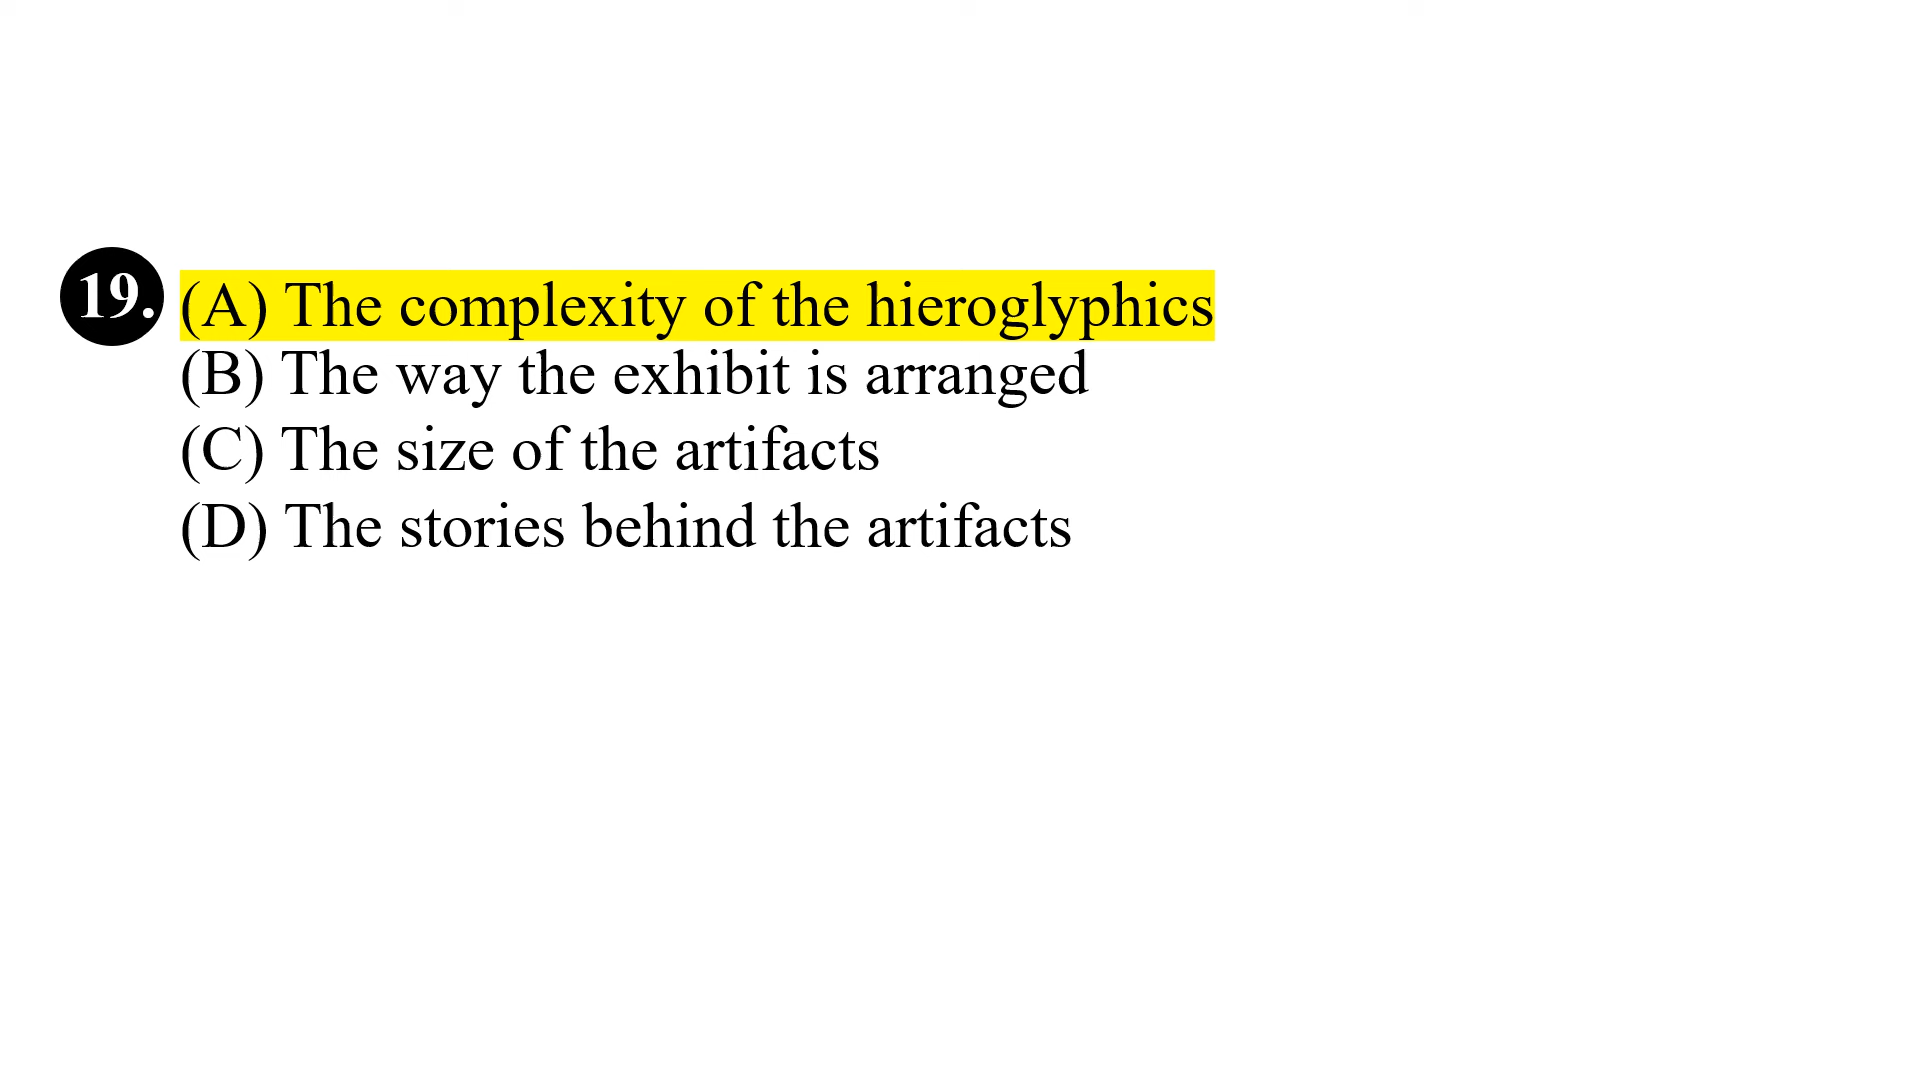 19. (A) The complexity of the hieroglyphics
(B) The way the exhibit is arranged
(C) The size of the artifacts
(D) The stories behind the artifacts